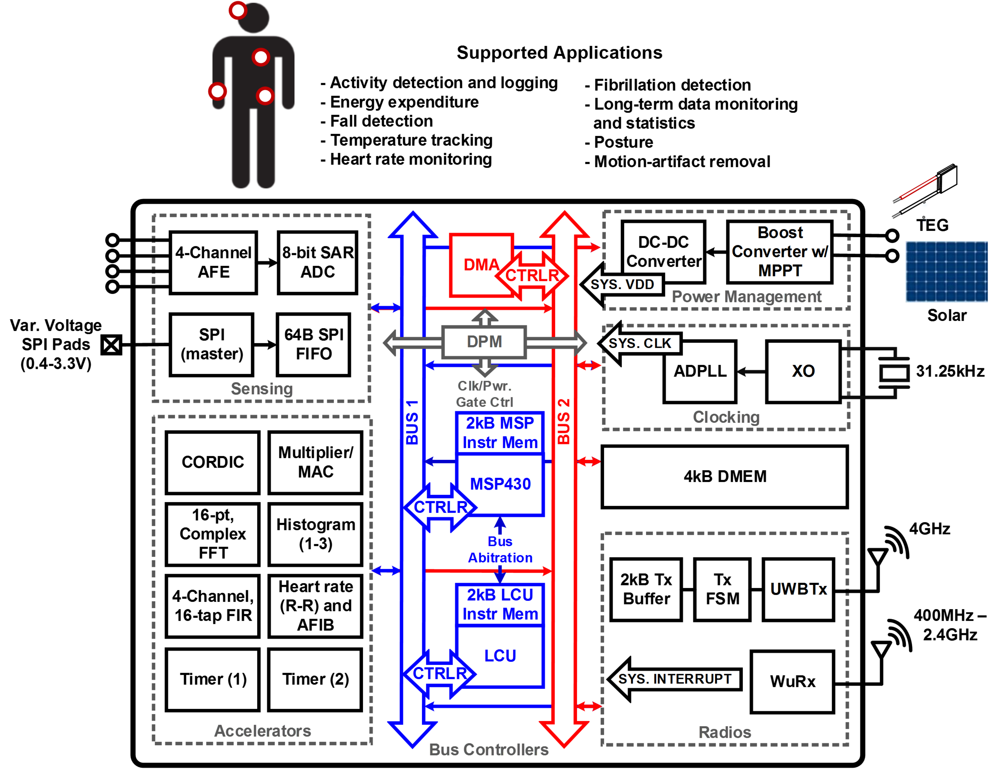 Supported Applications
- Activity detection and logging
- Energy expenditure
- Fall detection
- Temperature tracking
- Heart rate monitoring
- Fibrillation detection
- Long-term data monitoring
and statistics
- Posture
- Motion-artifact removal
4-Channel
AFE
8-bit SAR
ADC
Var. Voltage
SPI Pads
(0.4-3.3V)
SPI
(master)
64B SPI
FIFO
Sensing
CORDIC
Multiplier/
MAC
16-pt,
Complex
FFT
Histogram
(1-3)
4-Channel,
16-tap FIR
Heart rate
(R-R) and
AFIB
Timer (1)
Timer (2)
Accelerators
BUS 1
DMA
CTRLR
DPM
Clk/Pwr.
Gate Ctrl
2kB MSP
Instr Mem
MSP430
CTRLR
Bus
Abitration
2kB LCU
Instr Mem
LCU
CTRLR
Bus Controllers
BUS 2
DC-DC
Converter
Boost
Converter w/
MPPT
SYS. VDD
Power Management
TEG
Solar
SYS. CLK
ADPLL
XO
Clocking
31.25kHz
4kB DMEM
2kB Tx
Buffer
Tx
FSM
UWBTx
4GHz
SYS. INTERRUPT
WuRx
400MHz –
2.4GHz
Radios